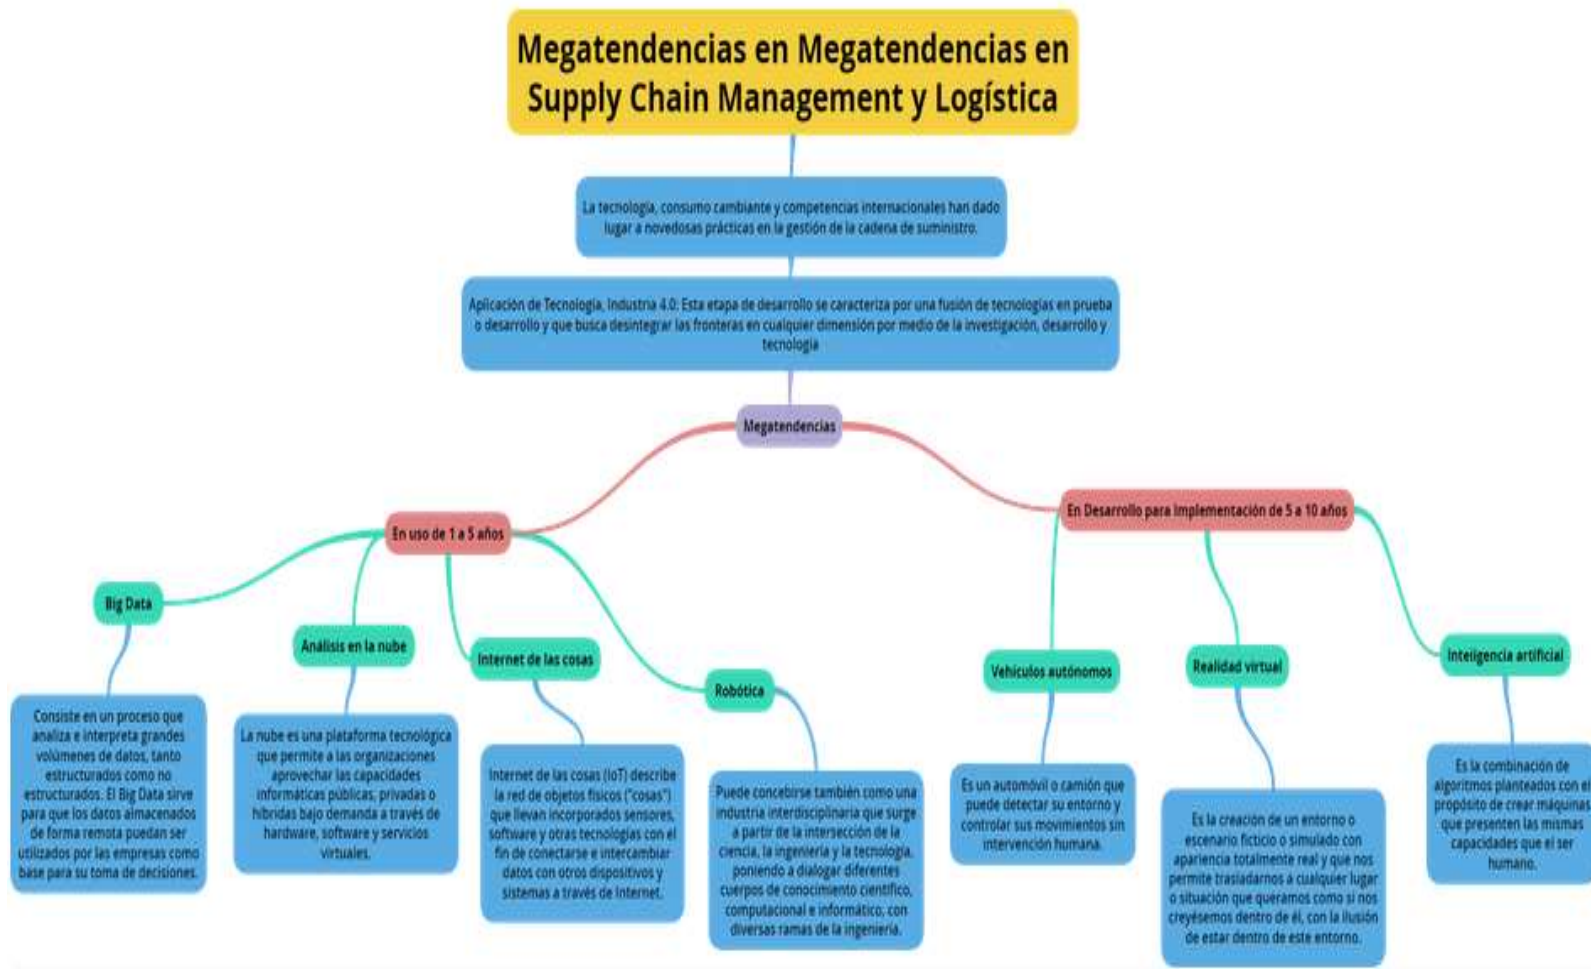 Megatendencias en Megatendencias en
Supply Chain Management y Logística
La tecnología, consumo cambiante y competencias internacionales han dado
lugar a novedosas prácticas en la gestión de la cadena de suministro.
Aplicación de Tecnología, Industria 4.0: Esta etapa de desarrollo se caracteriza por una fusión de tecnologías en prueba
o desarrollo y que busca desintegrar las fronteras en cualquier dimensión por medio de la investigación, desarrollo y
tecnología
Megatendencias
En uso de 1 a 5 años
Big Data
Consiste en un proceso que
analiza e interpreta grandes
volúmenes de datos, tanto
estructurados como no
estructurados. El Big Data sirve
para que los datos almacenados
de forma remota puedan ser
utilizados por las empresas como
base para su toma de decisiones.
Análisis en la nube
La nube es una plataforma tecnológica
que permite a las organizaciones
aprovechar las capacidades
informáticas públicas, privadas o
híbridas bajo demanda a través de
hardware, software y servicios
virtuales.
Internet de las cosas
Internet de las cosas (IoT) describe
la red de objetos físicos ("cosas")
que llevan incorporados sensores,
software y otras tecnologías con el
fin de conectarse e intercambiar
datos con otros dispositivos y
sistemas a través de Internet.
Robótica
Puede concebirse también como una
industria interdisciplinaria que surge
a partir de la intersección de la
ciencia, la ingeniería y la tecnología,
poniendo a dialogar diferentes
cuerpos de conocimiento científico,
computacional e informático, con
diversas ramas de la ingeniería.
En Desarrollo para Implementación de 5 a 10 años
Vehículos autónomos
Es un automóvil o camión que
puede detectar su entorno y
controlar sus movimientos sin
intervención humana.
Realidad virtual
Es la creación de un entorno o
escenario ficticio o simulado con
apariencia totalmente real y que nos
permite trasladarnos a cualquier lugar
o situación que queramos como si nos
creyésemos dentro de él, con la ilusión
de estar dentro de este entorno.
Inteligencia artificial
Es la combinación de
algoritmos planteados con el
propósito de crear máquinas
que presenten las mismas
capacidades que el ser
humano.